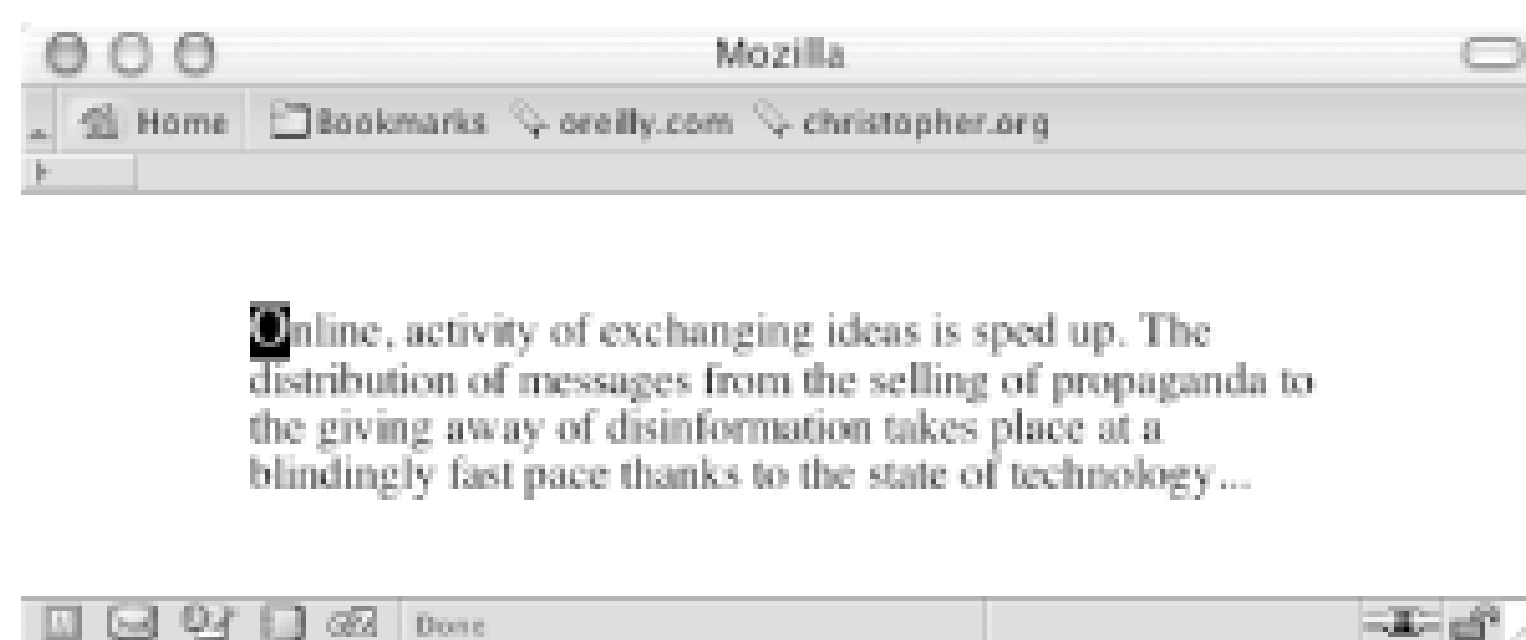 Mozilla
Home Bookmarks oreilly.com christopher.org
Online, activity of exchanging ideas is sped up. The
distribution of messages from the selling of propaganda to
the giving away of disinformation takes place at a
blindingly fast pace thanks to the state of technology...
Done